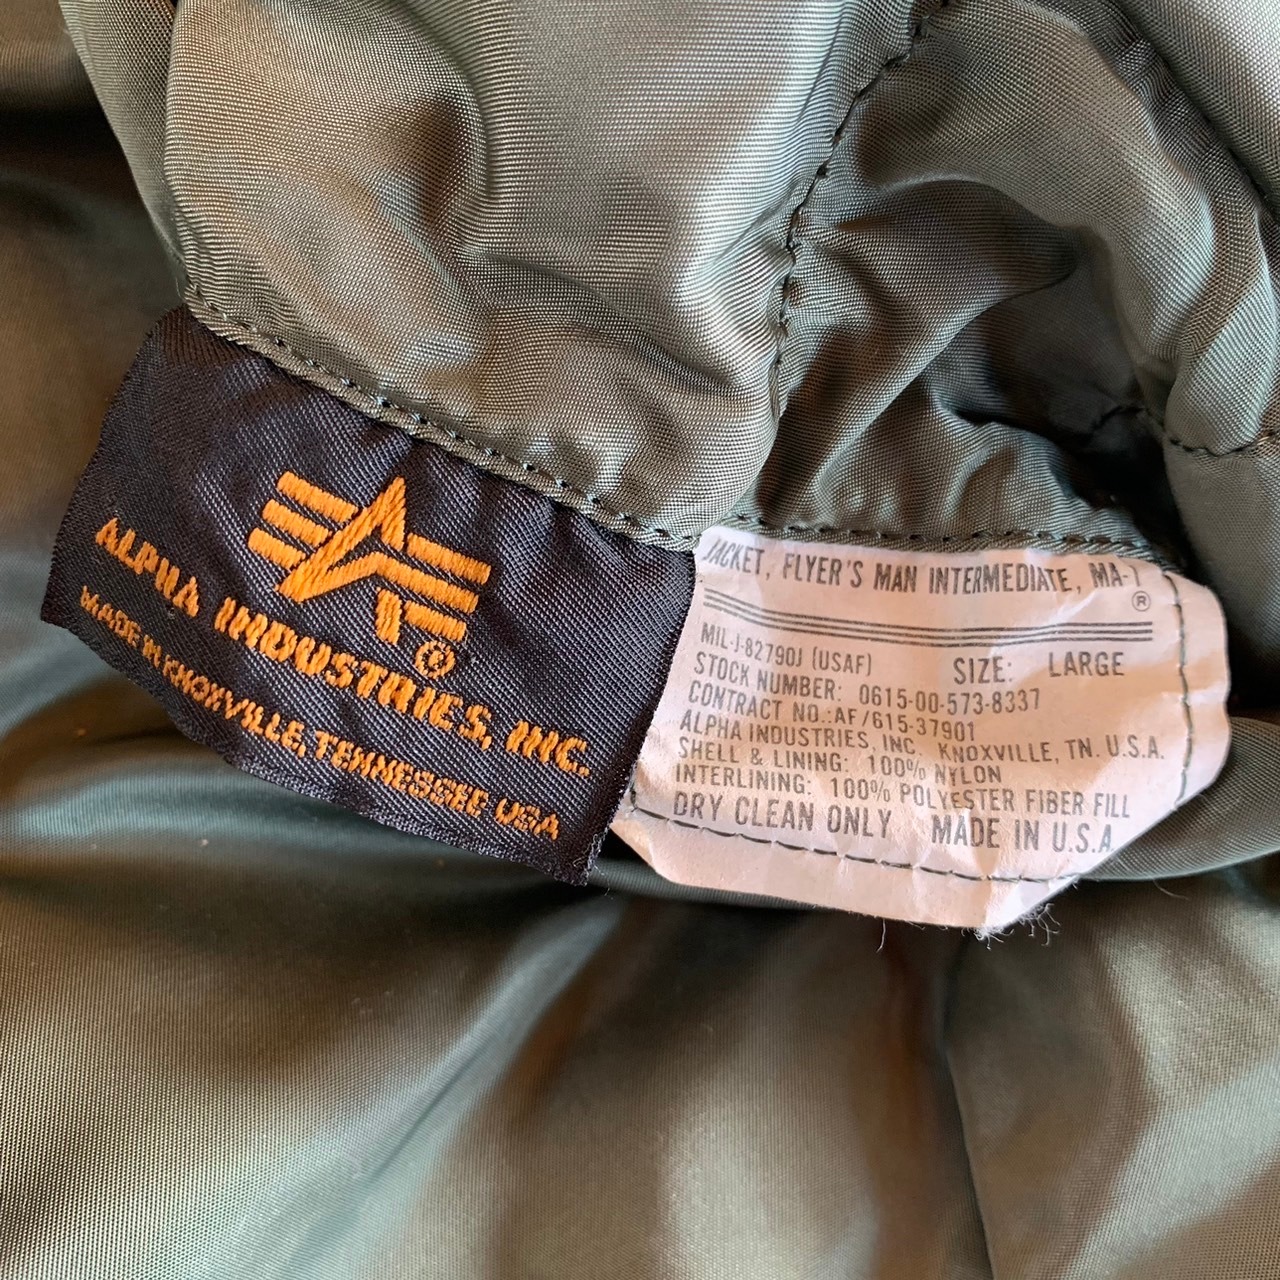 ALPHA INDUSTRIES, INC.
MADE IN KNOXVILLE, TENNESSEE, USA
®
JACKET, FLYER'S MAN INTERMEDIATE, MA-1
®
MIL-J-82790J (USAF) SIZE: LARGE
STOCK NUMBER: 0615-00-573-8337
CONTRACT NO.:AF/615-37901
ALPHA INDUSTRIES, INC. KNOXVILLE, TN. U.S.A.
SHELL & LINING: 100% NYLON
INTERLINING: 100% POLYESTER FIBER FILL
DRY CLEAN ONLY MADE IN U.S.A.